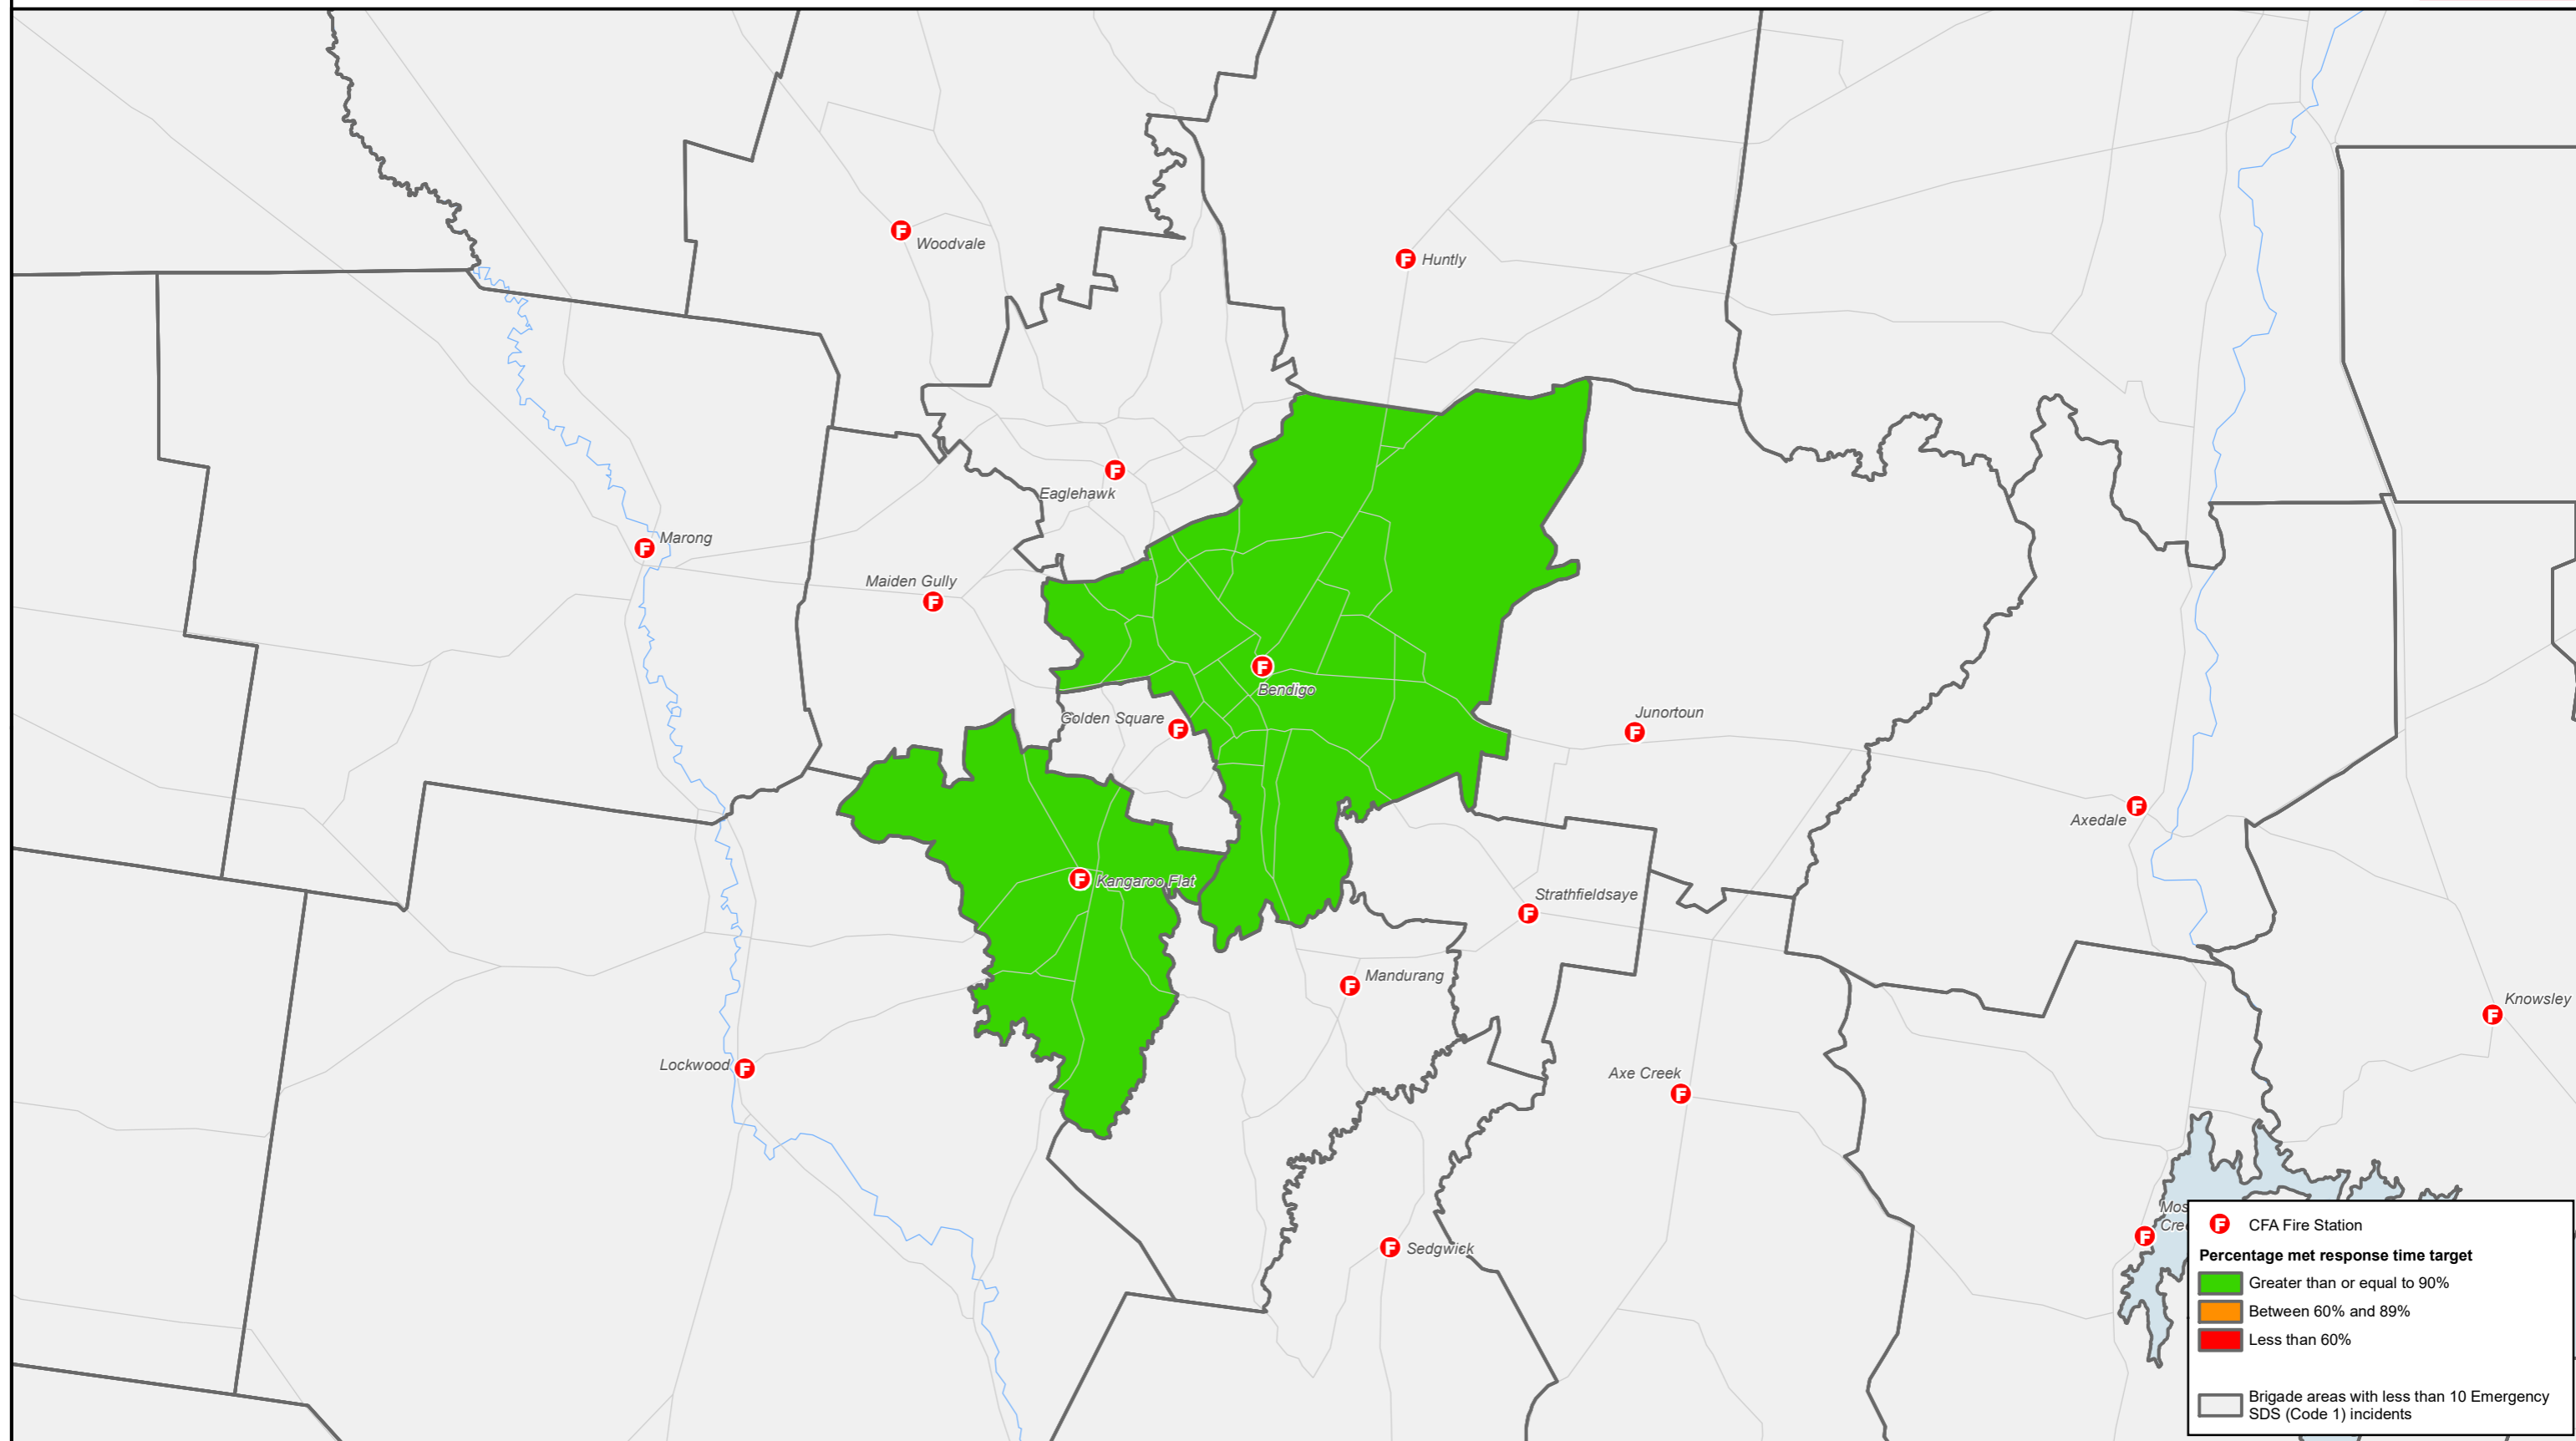 Woodvale
Huntly
Eaglehawk
Marong
Maiden Gully
Bendigo
Golden Square
Junortoun
Axedale
Kangaroo Flat
Strathfieldsaye
Mandurang
Knowsley
Lockwood
Axe Creek
Sedgwick
Mos
Cre
F CFA Fire Station
Percentage met response time target
Greater than or equal to 90%
Between 60% and 89%
Less than 60%
Brigade areas with less than 10 Emergency
SDS (Code 1) incidents